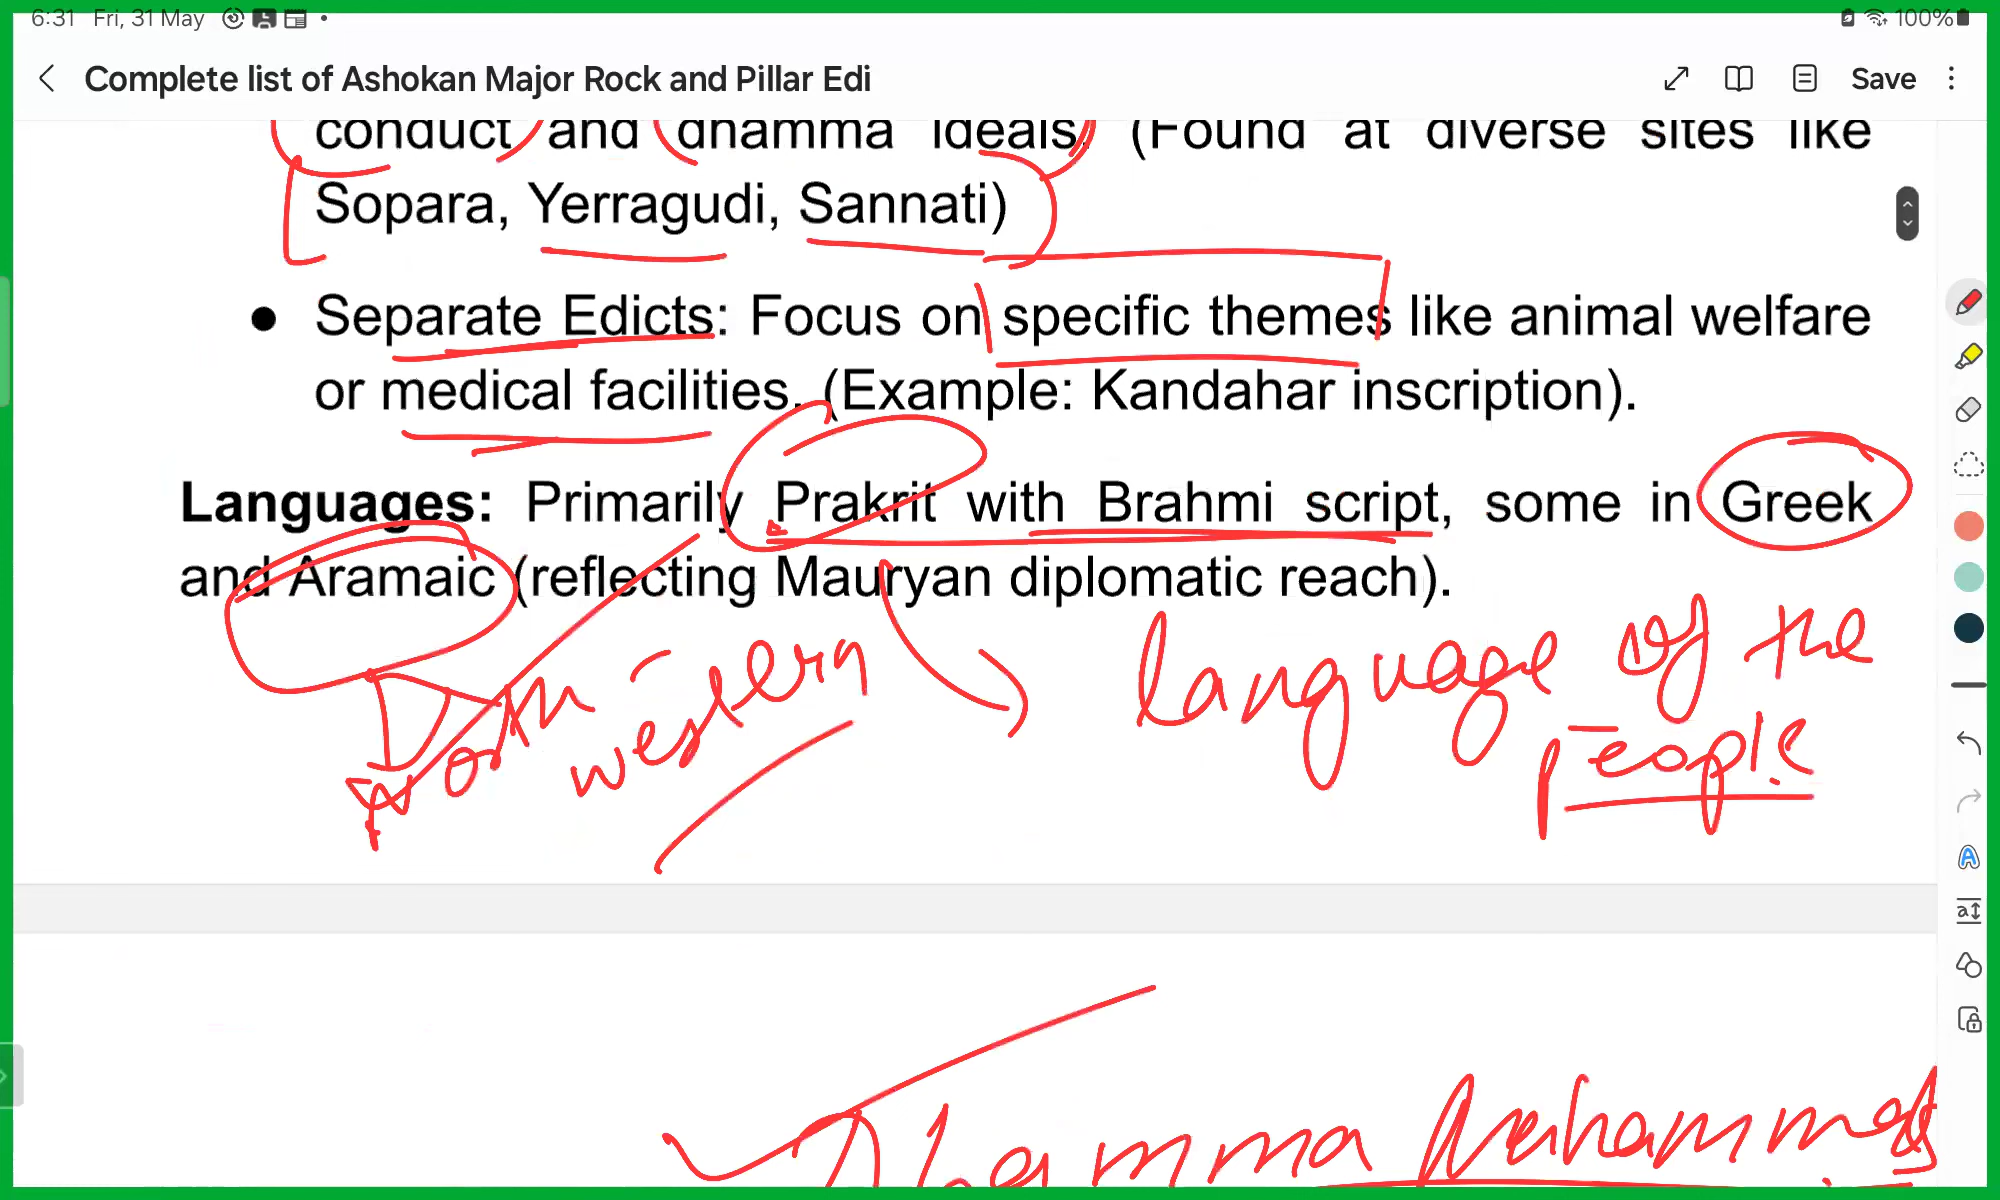 6:31 Fri, 31 May
100%
Complete list of Ashokan Major Rock and Pillar Edi
Save
conduct and dhamma ideals. (Found at diverse sites like
Sopara, Yerragudi, Sannati)
● Separate Edicts: Focus on specific themes like animal welfare
or medical facilities. (Example: Kandahar inscription).
Languages: Primarily Prakrit with Brahmi script, some in Greek
and Aramaic (reflecting Mauryan diplomatic reach).
North western
language of the
people
Dhamma